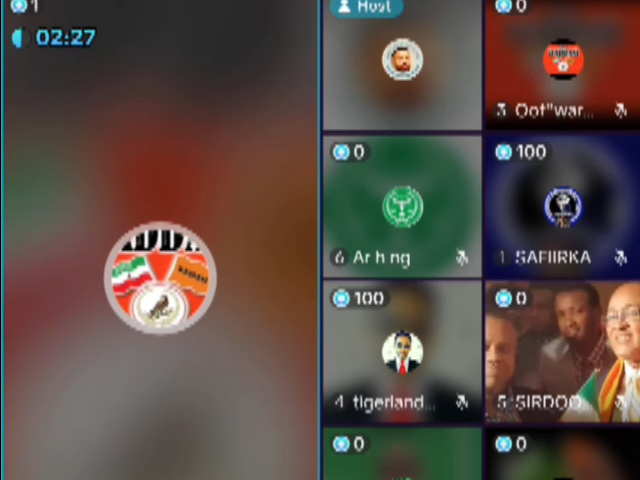 1
02:27
Host
0
3 Oof"war...
0
6 Ar h ng
100
1 SAFIIRKA
100
4 tigerland...
0
5 SIRDOO
0
0